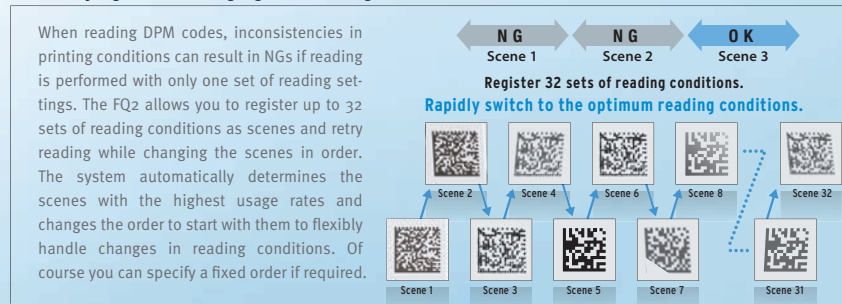 When reading DPM codes, inconsistencies in
printing conditions can result in NGs if reading
is performed with only one set of reading set-
tings. The FQ2 allows you to register up to 32
sets of reading conditions as scenes and retry
reading while changing the scenes in order.
The system automatically determines the
scenes with the highest usage rates and
changes the order to start with them to flexibly
handle changes in reading conditions. Of
course you can specify a fixed order if required.
NG NG OK
Scene 1 Scene 2 Scene 3
Register 32 sets of reading conditions.
Rapidly switch to the optimum reading conditions.
Scene 2 Scene 4 Scene 6 Scene 8 Scene 32
Scene 1 Scene 3 Scene 5 Scene 7 Scene 31